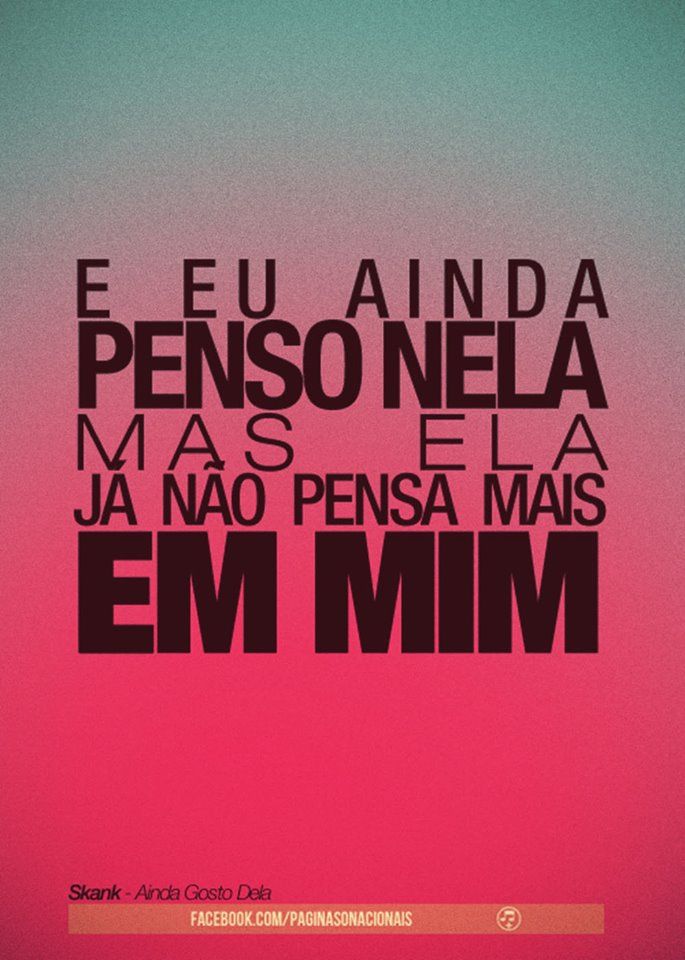 E EU AINDA
PENSO NELA
MAS ELA
JÁ NÃO PENSA MAIS
EM MIM
Skank - Ainda Gosto Dela
FACEBOOK.COM/PAGINASONACIONAIS